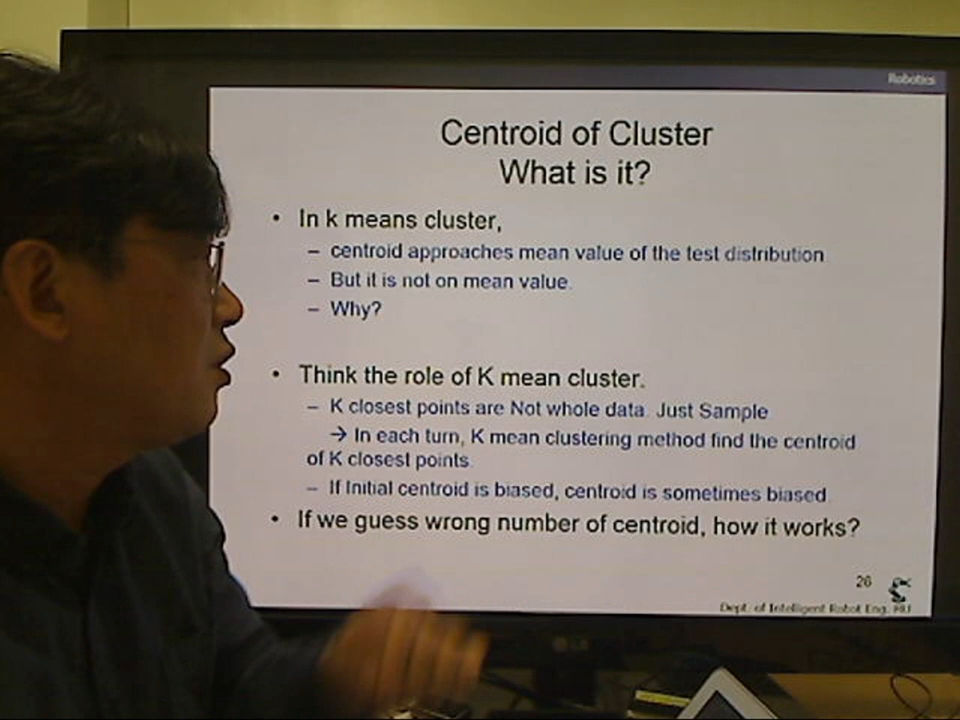 Robotics
Centroid of Cluster
What is it?
• In k means cluster,
– centroid approaches mean value of the test distribution.
– But it is not on mean value.
– Why?
• Think the role of K mean cluster.
– K closest points are Not whole data. Just Sample
→ In each turn, K mean clustering method find the centroid
of K closest points.
– If Initial centroid is biased, centroid is sometimes biased.
• If we guess wrong number of centroid, how it works?
26
Dept. of Intelligent Robot Eng.
LG